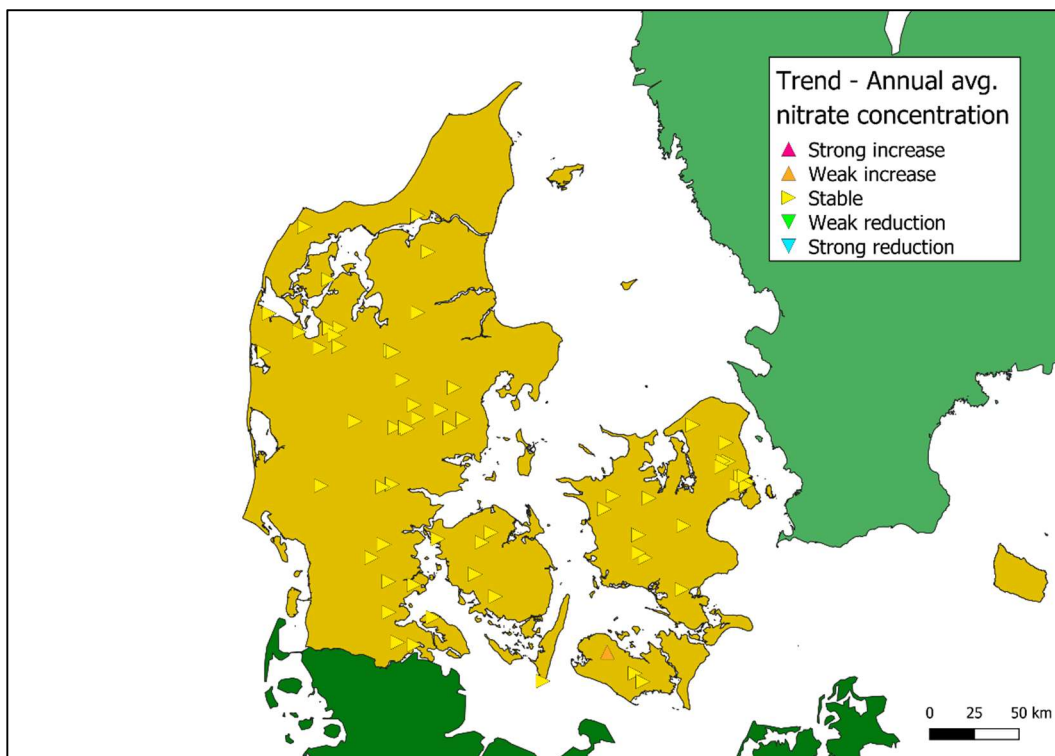 Trend - Annual avg.
nitrate concentration
Strong increase
Weak increase
Stable
Weak reduction
Strong reduction
0 25 50 km